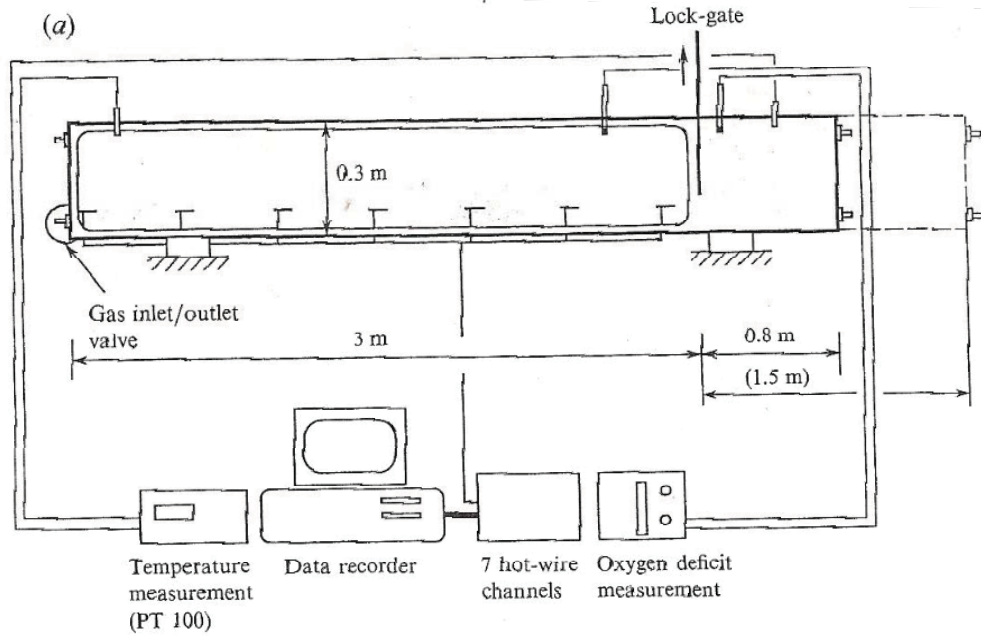 (a)
Lock-gate
0.3 m
Gas inlet/outlet
valve
3 m
0.8 m
(1.5 m)
Temperature
measurement
(PT 100)
Data recorder
7 hot-wire
channels
Oxygen deficit
measurement